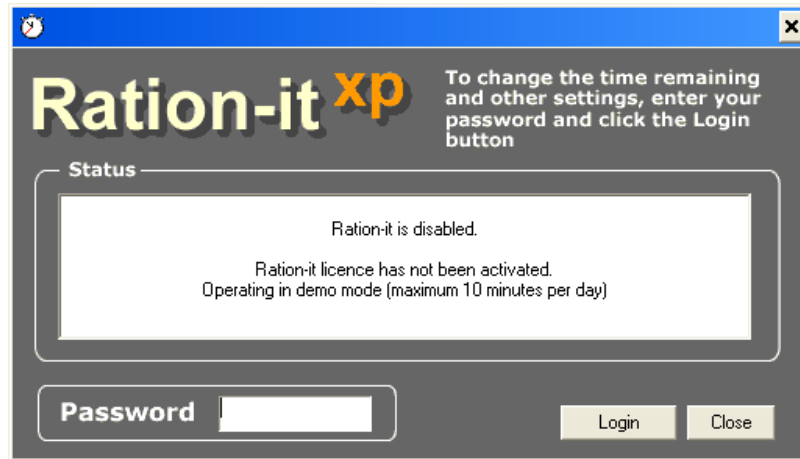 Ration-it xp
To change the time remaining
and other settings, enter your
password and click the Login
button
Status
Ration-it is disabled.
Ration-it licence has not been activated.
Operating in demo mode (maximum 10 minutes per day)
Password
Login
Close